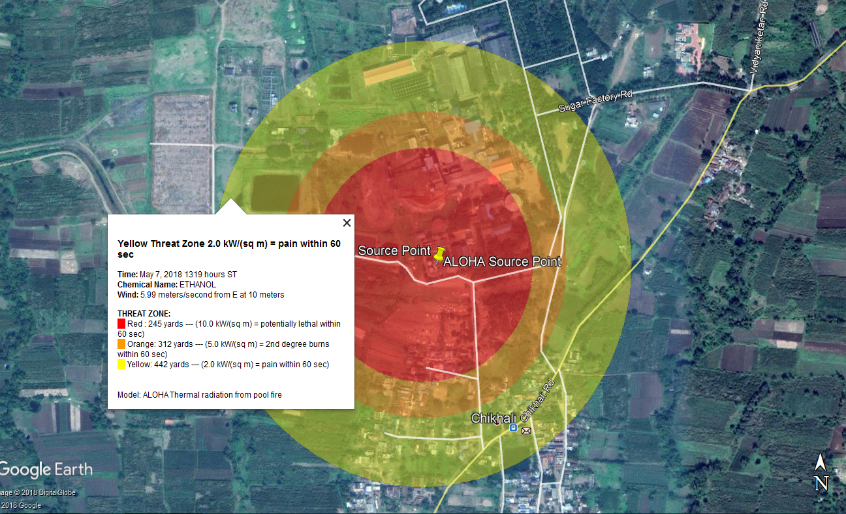 Vidyaniketan Rd
Sugar Factory Rd
Yellow Threat Zone 2.0 kW/(sq m) = pain within 60
sec
Source Point
ALOHA Source Point
Time: May 7, 2018 1319 hours ST
Chemical Name: ETHANOL
Wind: 5.99 meters/second from E at 10 meters
THREAT ZONE:
Red : 245 yards --- (10.0 kW/(sq m) = potentially lethal within
60 sec)
Orange: 312 yards --- (5.0 kW/(sq m) = 2nd degree burns
within 60 sec)
Yellow: 442 yards --- (2.0 kW/(sq m) = pain within 60 sec)
Model: ALOHA Thermal radiation from pool fire
Chikhali Rd
Chikhali
Google Earth
age © 2018 DigitalGlobe
2018 Google
N